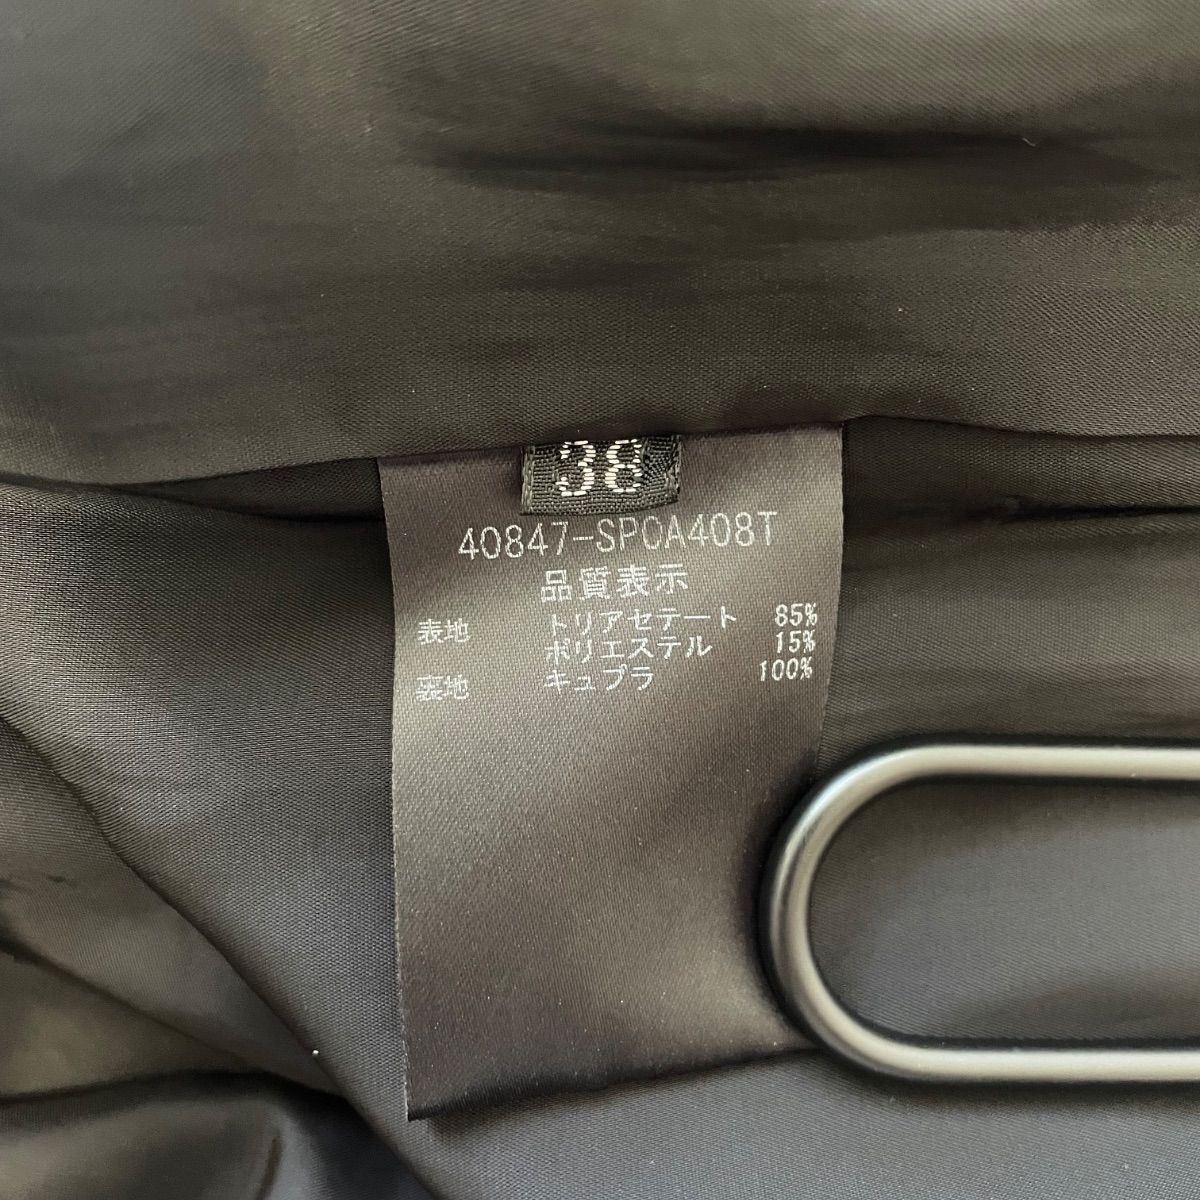 38
40847-SPOA408T
品質表示
表地 トリアセテート 85%
ポリエステル 15%
裏地 キュプラ 100%